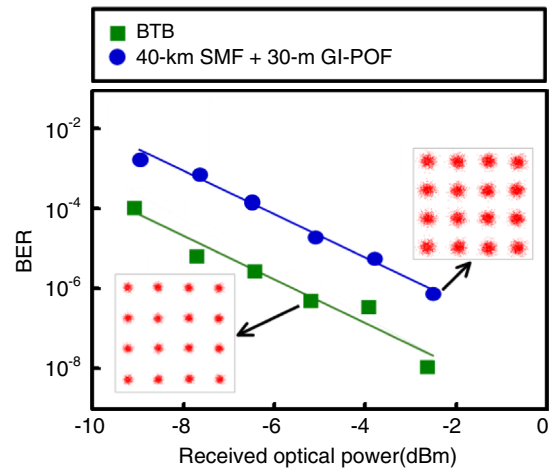 BTB
40-km SMF + 30-m GI-POF
BER
10⁻²
10⁻⁴
10⁻⁶
10⁻⁸
-10
-8
-6
-4
-2
0
Received optical power(dBm)